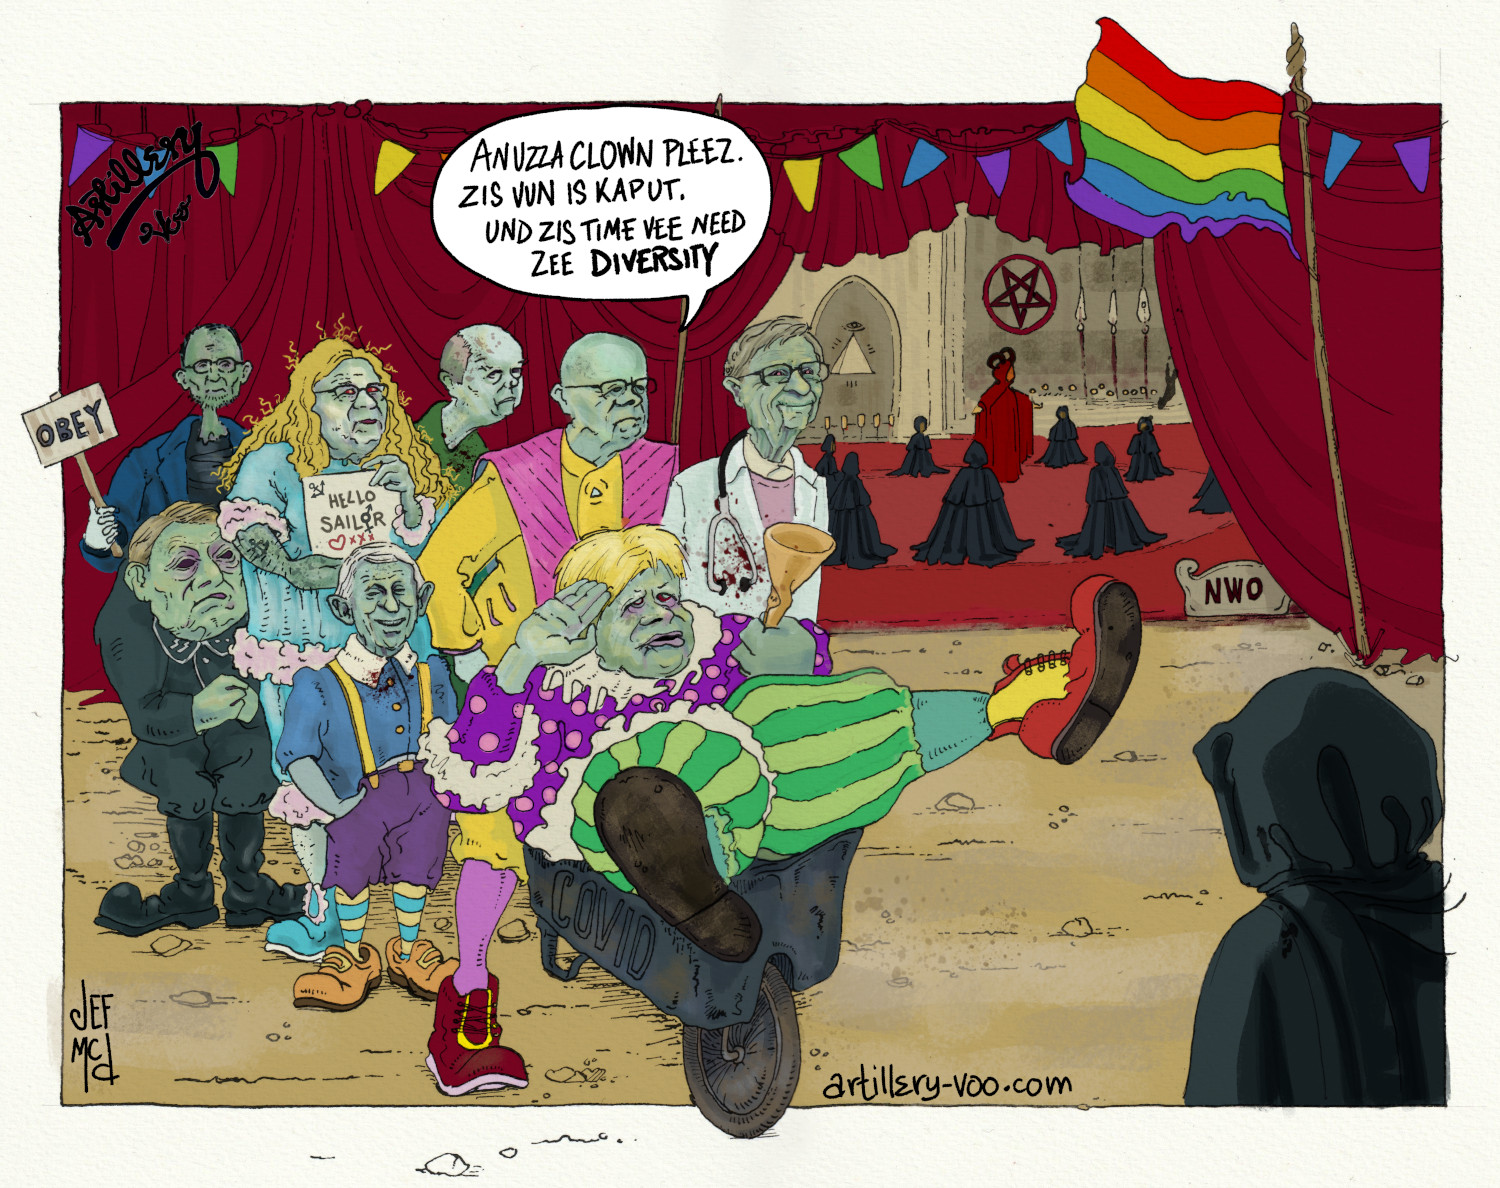 Artillery
voo
ANUZZA CLOWN PLEEZ.
ZIS VUN IS KAPUT.
UND ZIS TIME VEE NEED
ZEE DIVERSITY
OBEY
HELLO
SAILOR
xxx
NWO
COVID
JEF
MCD
artillery-voo.com